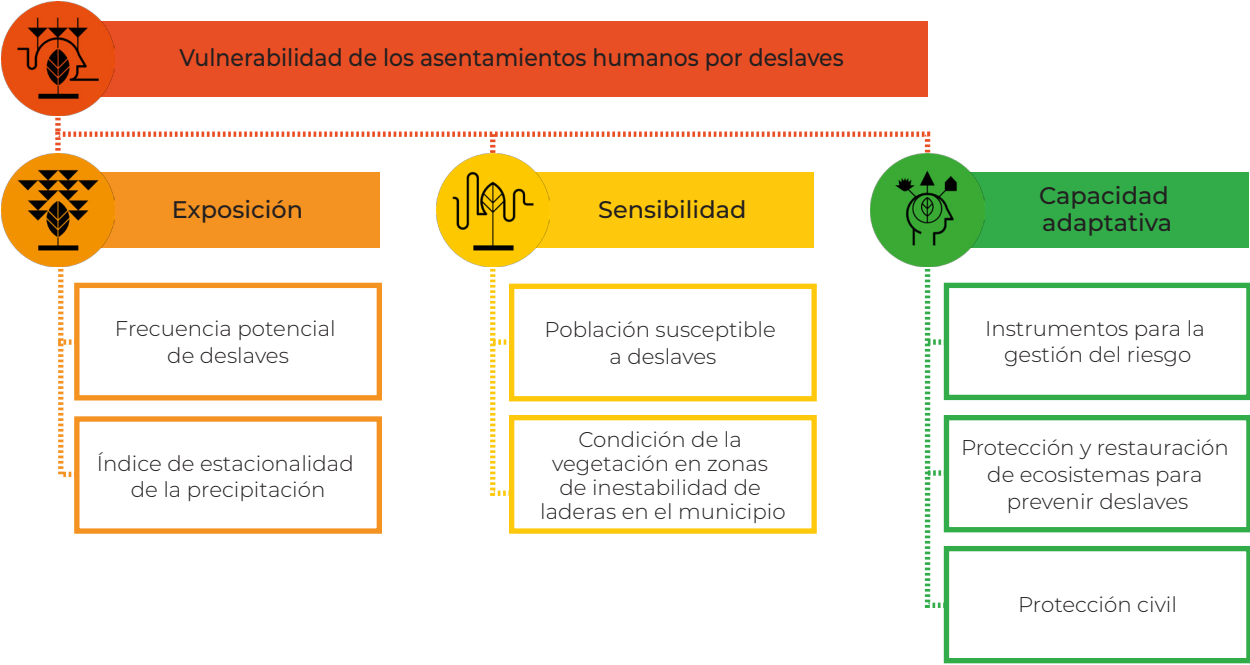 Vulnerabilidad de los asentamientos humanos por deslaves
Exposición
Frecuencia potencial
de deslaves
Índice de estacionalidad
de la precipitación
Sensibilidad
Población susceptible
a deslaves
Condición de la
vegetación en zonas
de inestabilidad de
laderas en el municipio
Capacidad
adaptativa
Instrumentos para la
gestión del riesgo
Protección y restauración
de ecosistemas para
prevenir deslaves
Protección civil